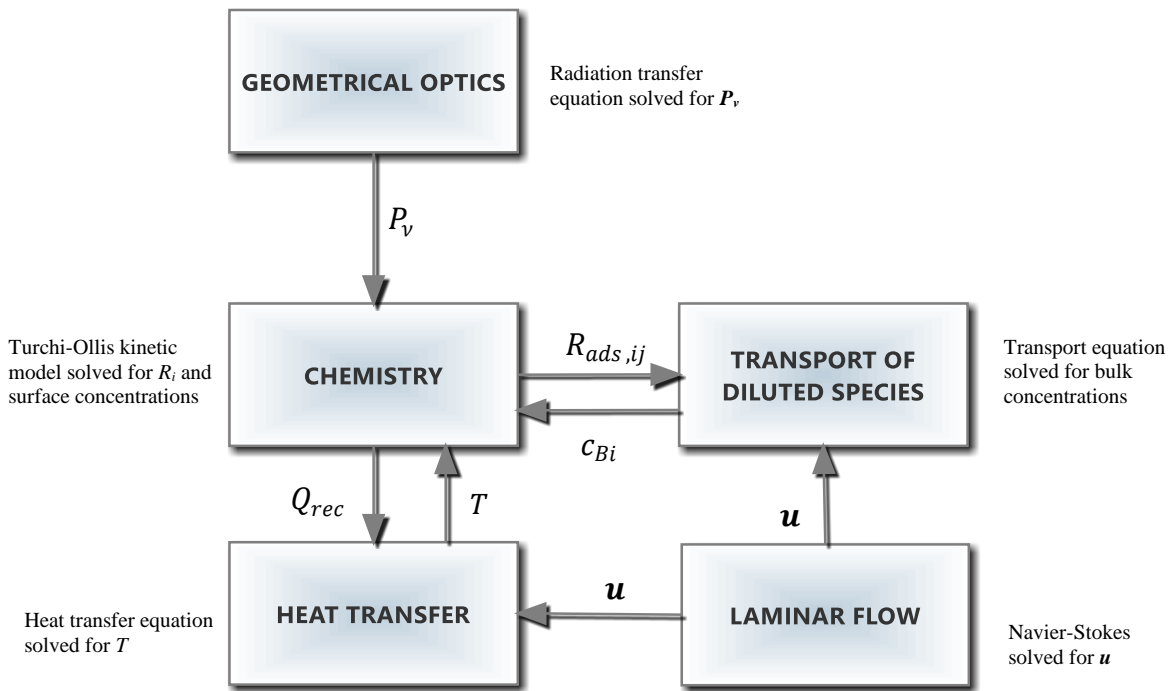 GEOMETRICAL OPTICS
Radiation transfer
equation solved for Pν
Pν
Turchi-Ollis kinetic
model solved for Ri and
surface concentrations
CHEMISTRY
Rads,ij
cBi
TRANSPORT OF
DILUTED SPECIES
Transport equation
solved for bulk
concentrations
Qrec
T
u
Heat transfer equation
solved for T
HEAT TRANSFER
u
LAMINAR FLOW
Navier-Stokes
solved for u